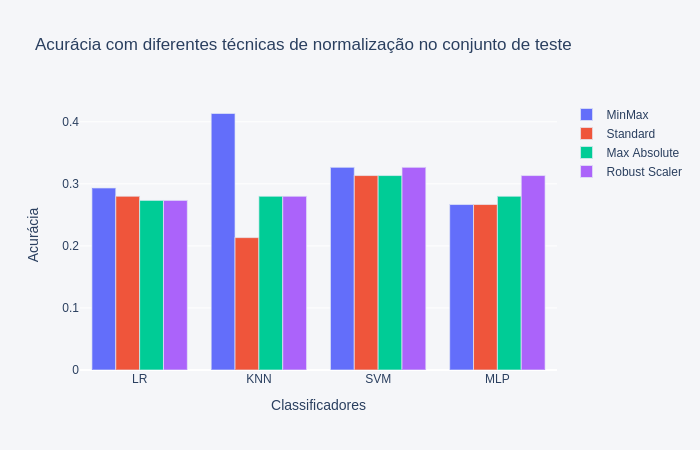 Acurácia com diferentes técnicas de normalização no conjunto de teste
MinMax
Standard
Max Absolute
Robust Scaler
Acurácia
0.4
0.3
0.2
0.1
0
LR
KNN
SVM
MLP
Classificadores